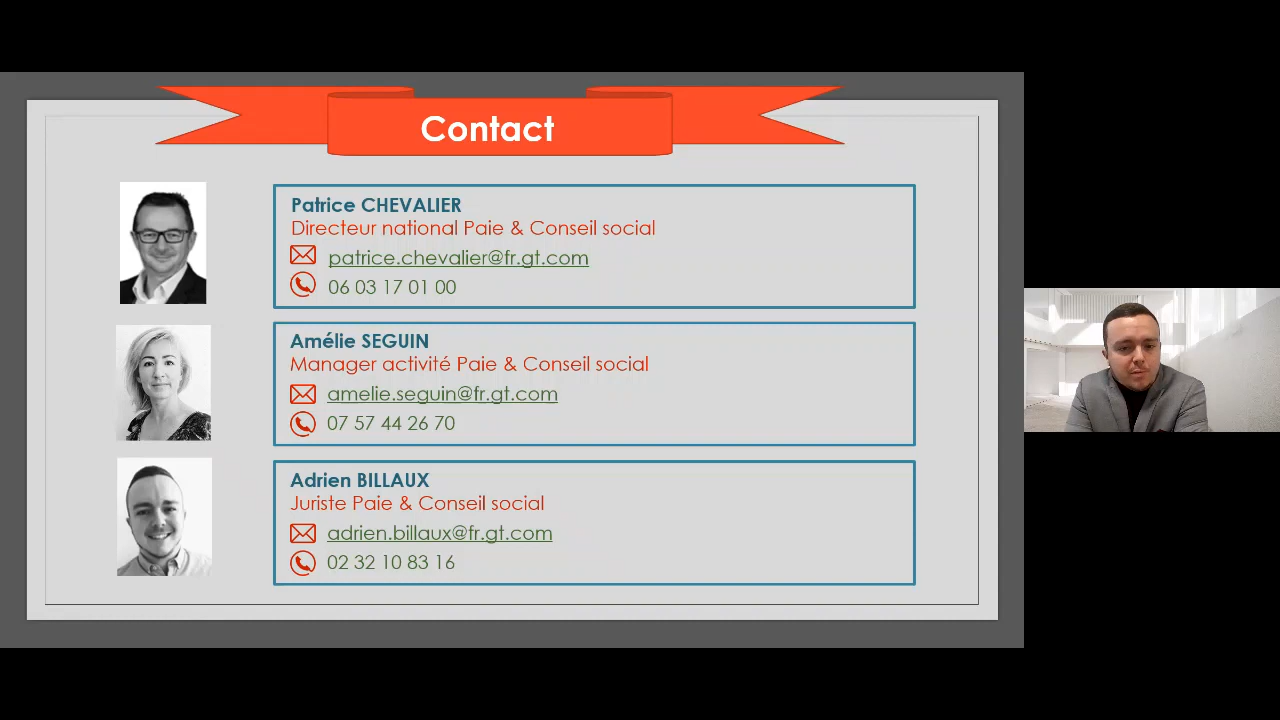 Contact
Patrice CHEVALIER
Directeur national Paie & Conseil social
patrice.chevalier@fr.gt.com
06 03 17 01 00
Amélie SEGUIN
Manager activité Paie & Conseil social
amelie.seguin@fr.gt.com
07 57 44 26 70
Adrien BILLAUX
Juriste Paie & Conseil social
adrien.billaux@fr.gt.com
02 32 10 83 16